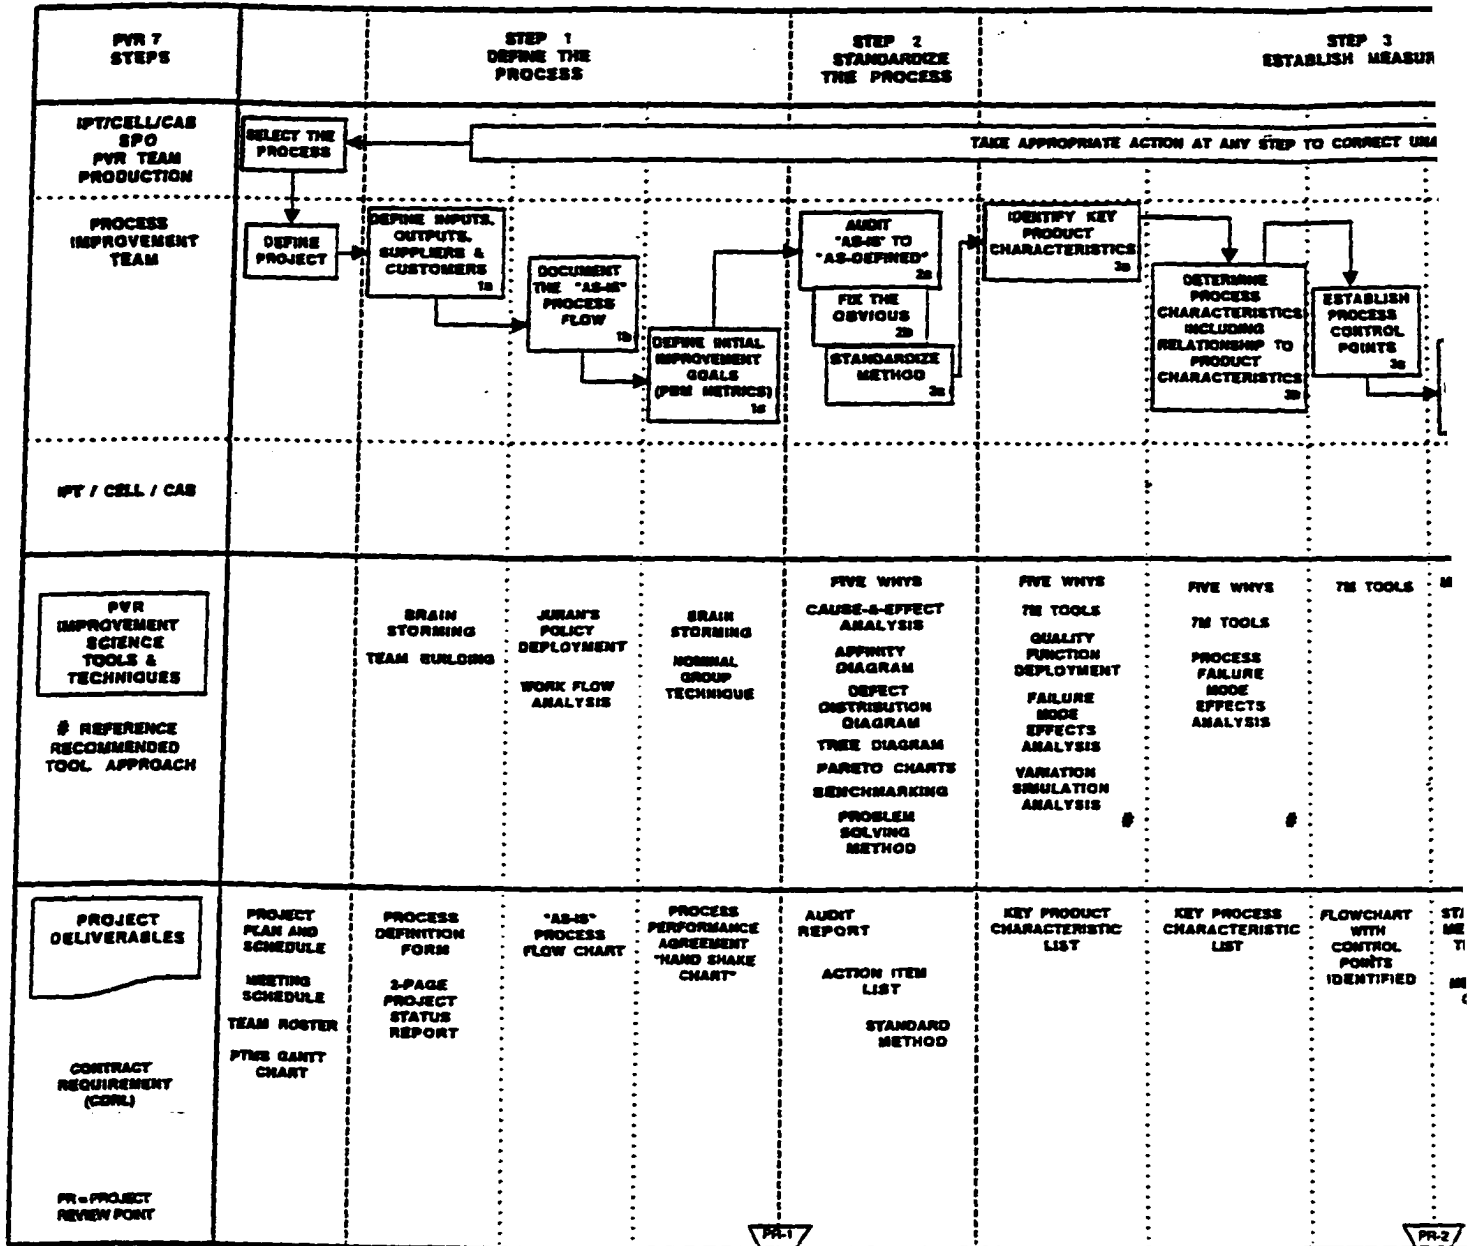 PVR 7
STEPS
STEP 1
DEFINE THE
PROCESS
STEP 2
STANDARDIZE
THE PROCESS
STEP 3
ESTABLISH MEASUR
IPT/CELL/CAB
SPO
PVR TEAM
PRODUCTION
SELECT THE
PROCESS
TAKE APPROPRIATE ACTION AT ANY STEP TO CORRECT UNA
PROCESS
IMPROVEMENT
TEAM
DEFINE
PROJECT
DEFINE INPUTS,
OUTPUTS,
SUPPLIERS &
CUSTOMERS
1a
DOCUMENT
THE "AS-IS"
PROCESS
FLOW
1b
DEFINE INITIAL
IMPROVEMENT
GOALS
(PBM METRICS)
1c
AUDIT
"AS-IS" TO
"AS-DEFINED"
2a
FIX THE
OBVIOUS
2b
STANDARDIZE
METHOD
IDENTIFY KEY
PRODUCT
CHARACTERISTICS
3a
DETERMINE
PROCESS
CHARACTERISTICS
INCLUDING
RELATIONSHIP TO
PRODUCT
CHARACTERISTICS
3b
ESTABLISH
PROCESS
CONTROL
POINTS
3c
IPT / CELL / CAB
PVR
IMPROVEMENT
SCIENCE
TOOLS &
TECHNIQUES
# REFERENCE
RECOMMENDED
TOOL APPROACH
BRAIN
STORMING
TEAM BUILDING
JURAN'S
POLICY
DEPLOYMENT
WORK FLOW
ANALYSIS
BRAIN
STORMING
NOMINAL
GROUP
TECHNIQUE
FIVE WHYS
CAUSE-&-EFFECT
ANALYSIS
AFFINITY
DIAGRAM
DEFECT
DISTRIBUTION
DIAGRAM
TREE DIAGRAM
PARETO CHARTS
BENCHMARKING
PROBLEM
SOLVING
METHOD
FIVE WHYS
7M TOOLS
QUALITY
FUNCTION
DEPLOYMENT
FAILURE
MODE
EFFECTS
ANALYSIS
VARIATION
SIMULATION
ANALYSIS
#
FIVE WHYS
7M TOOLS
PROCESS
FAILURE
MODE
EFFECTS
ANALYSIS
#
7M TOOLS
M
PROJECT
DELIVERABLES
CONTRACT
REQUIREMENT
(CDRL)
PR = PROJECT
REVIEW POINT
PROJECT
PLAN AND
SCHEDULE
MEETING
SCHEDULE
TEAM ROSTER
PTMS GANTT
CHART
PROCESS
DEFINITION
FORM
2-PAGE
PROJECT
STATUS
REPORT
"AS-IS"
PROCESS
FLOW CHART
PROCESS
PERFORMANCE
AGREEMENT
"HAND SHAKE
CHART"
AUDIT
REPORT
ACTION ITEM
LIST
STANDARD
METHOD
KEY PRODUCT
CHARACTERISTIC
LIST
KEY PROCESS
CHARACTERISTIC
LIST
FLOWCHART
WITH
CONTROL
POINTS
IDENTIFIED
STA
ME
T
ME
C
PR-1
PR-2